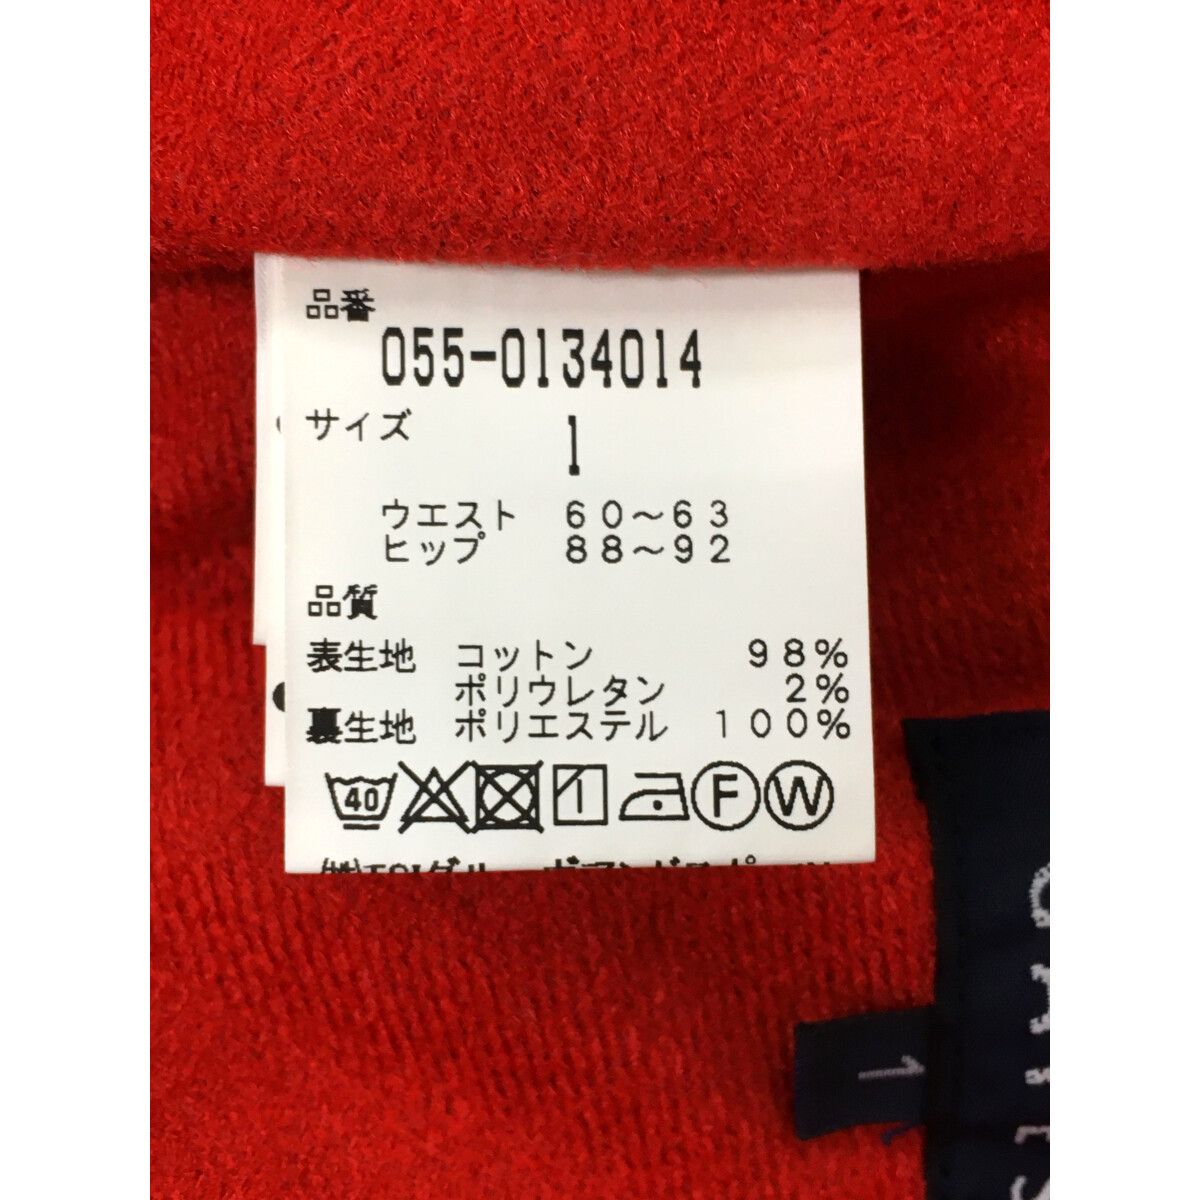 品番
055-0134014
サイズ 1
ウエスト 60～63
ヒップ 88～92
品質
表生地 コットン 98%
ポリウレタン 2%
裏生地 ポリエステル 100%
40 F W
1